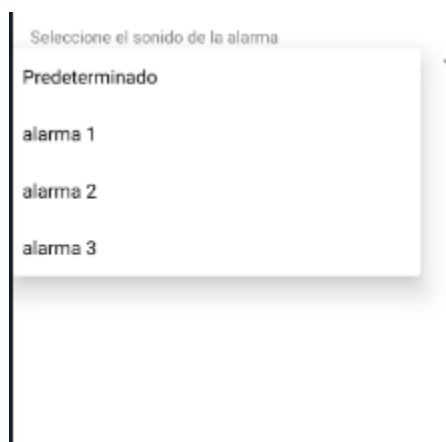 Seleccione el sonido de la alarma
Predeterminado
alarma 1
alarma 2
alarma 3